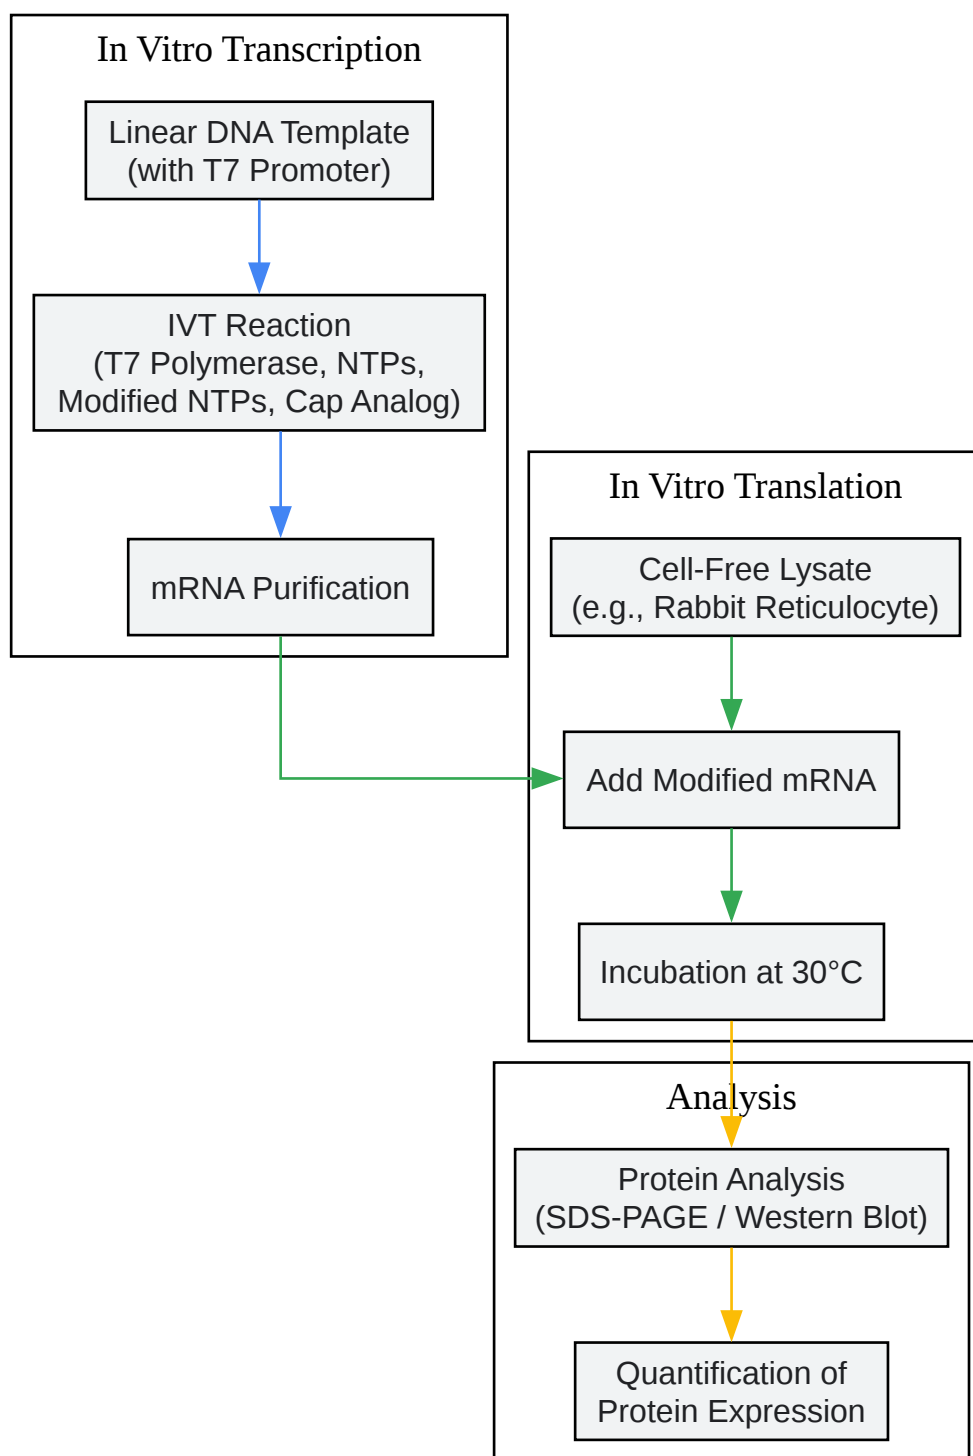 In Vitro Transcription
Linear DNA Template
(with T7 Promoter)
IVT Reaction
(T7 Polymerase, NTPs,
Modified NTPs, Cap Analog)
mRNA Purification
In Vitro Translation
Cell-Free Lysate
(e.g., Rabbit Reticulocyte)
Add Modified mRNA
Incubation at 30°C
Analysis
Protein Analysis
(SDS-PAGE / Western Blot)
Quantification of
Protein Expression